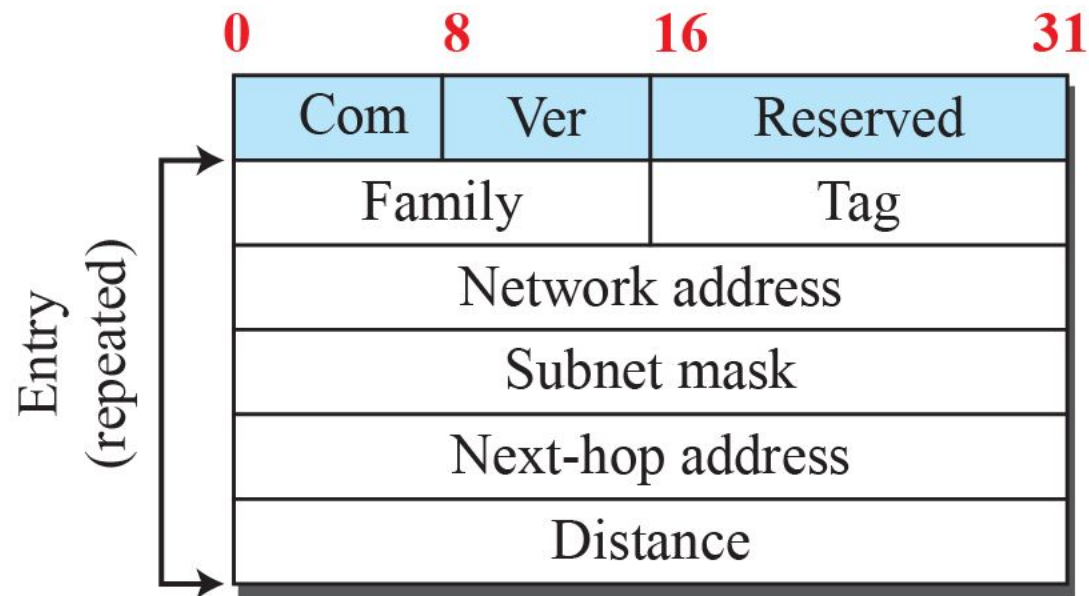 0 8 16 31
Com Ver Reserved
Family Tag
Network address
Subnet mask
Next-hop address
Distance
Entry
(repeated)